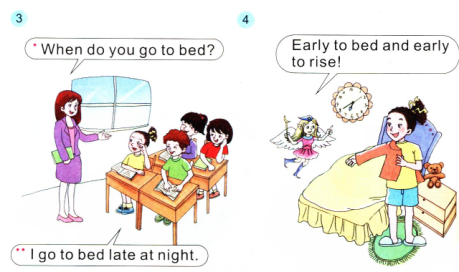 3
* When do you go to bed?
** I go to bed late at night.
4
Early to bed and early
to rise!